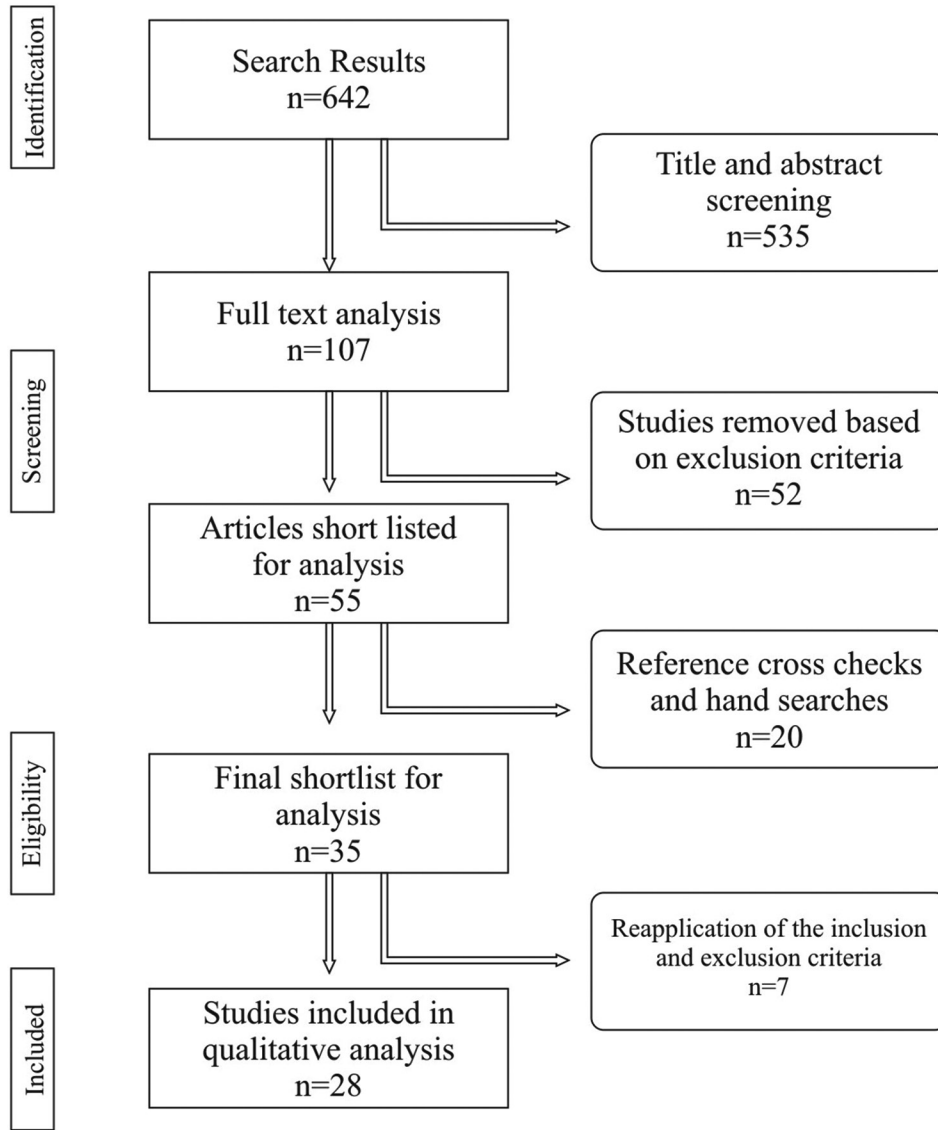 Identification
Search Results
n=642
Title and abstract
screening
n=535
Full text analysis
n=107
Screening
Studies removed based
on exclusion criteria
n=52
Articles short listed
for analysis
n=55
Reference cross checks
and hand searches
n=20
Eligibility
Final shortlist for
analysis
n=35
Reapplication of the inclusion
and exclusion criteria
n=7
Included
Studies included in
qualitative analysis
n=28